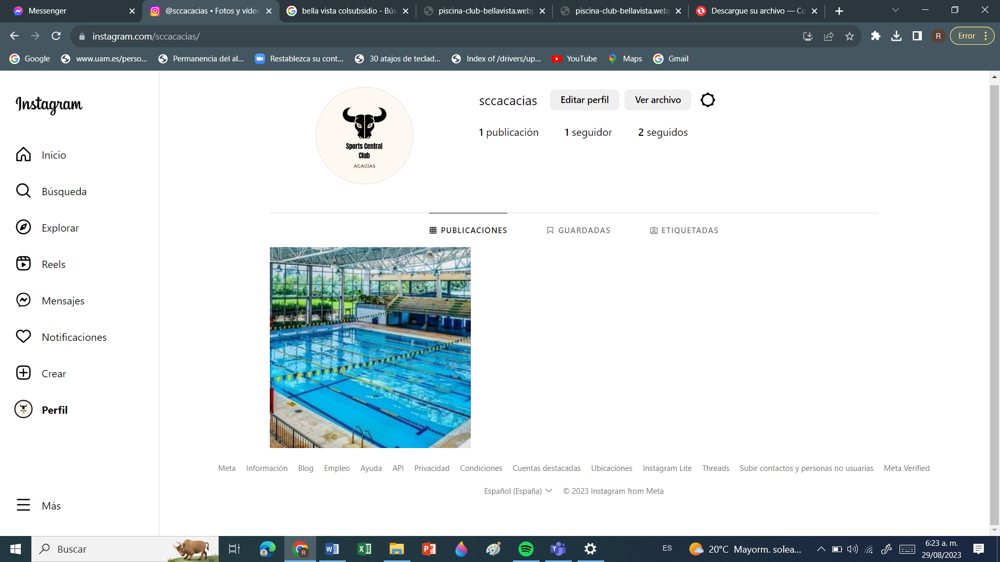 Messenger
@sccacacias • Fotos y vídeo
bella vista colsubsidio - Bús
piscina-club-bellavista.webp
piscina-club-bellavista.webp
Descargue su archivo — Co
instagram.com/sccacacias/
R
Error
Google
www.uam.es/perso...
Permanencia del al...
Restablezca su cont...
30 atajos de teclad...
Index of /drivers/up...
YouTube
Maps
Gmail
Instagram
Inicio
Búsqueda
Explorar
Reels
Mensajes
Notificaciones
Crear
Perfil
Más
Sports Central
Club
ACACIAS
sccacacias
Editar perfil
Ver archivo
1 publicación
1 seguidor
2 seguidos
PUBLICACIONES
GUARDADAS
ETIQUETADAS
Meta Información Blog Empleo Ayuda API Privacidad Condiciones Cuentas destacadas Ubicaciones Instagram Lite Threads Subir contactos y personas no usuarias Meta Verified
Español (España) © 2023 Instagram from Meta
Buscar
ES
20°C Mayorm. solea...
6:23 a. m.
29/08/2023